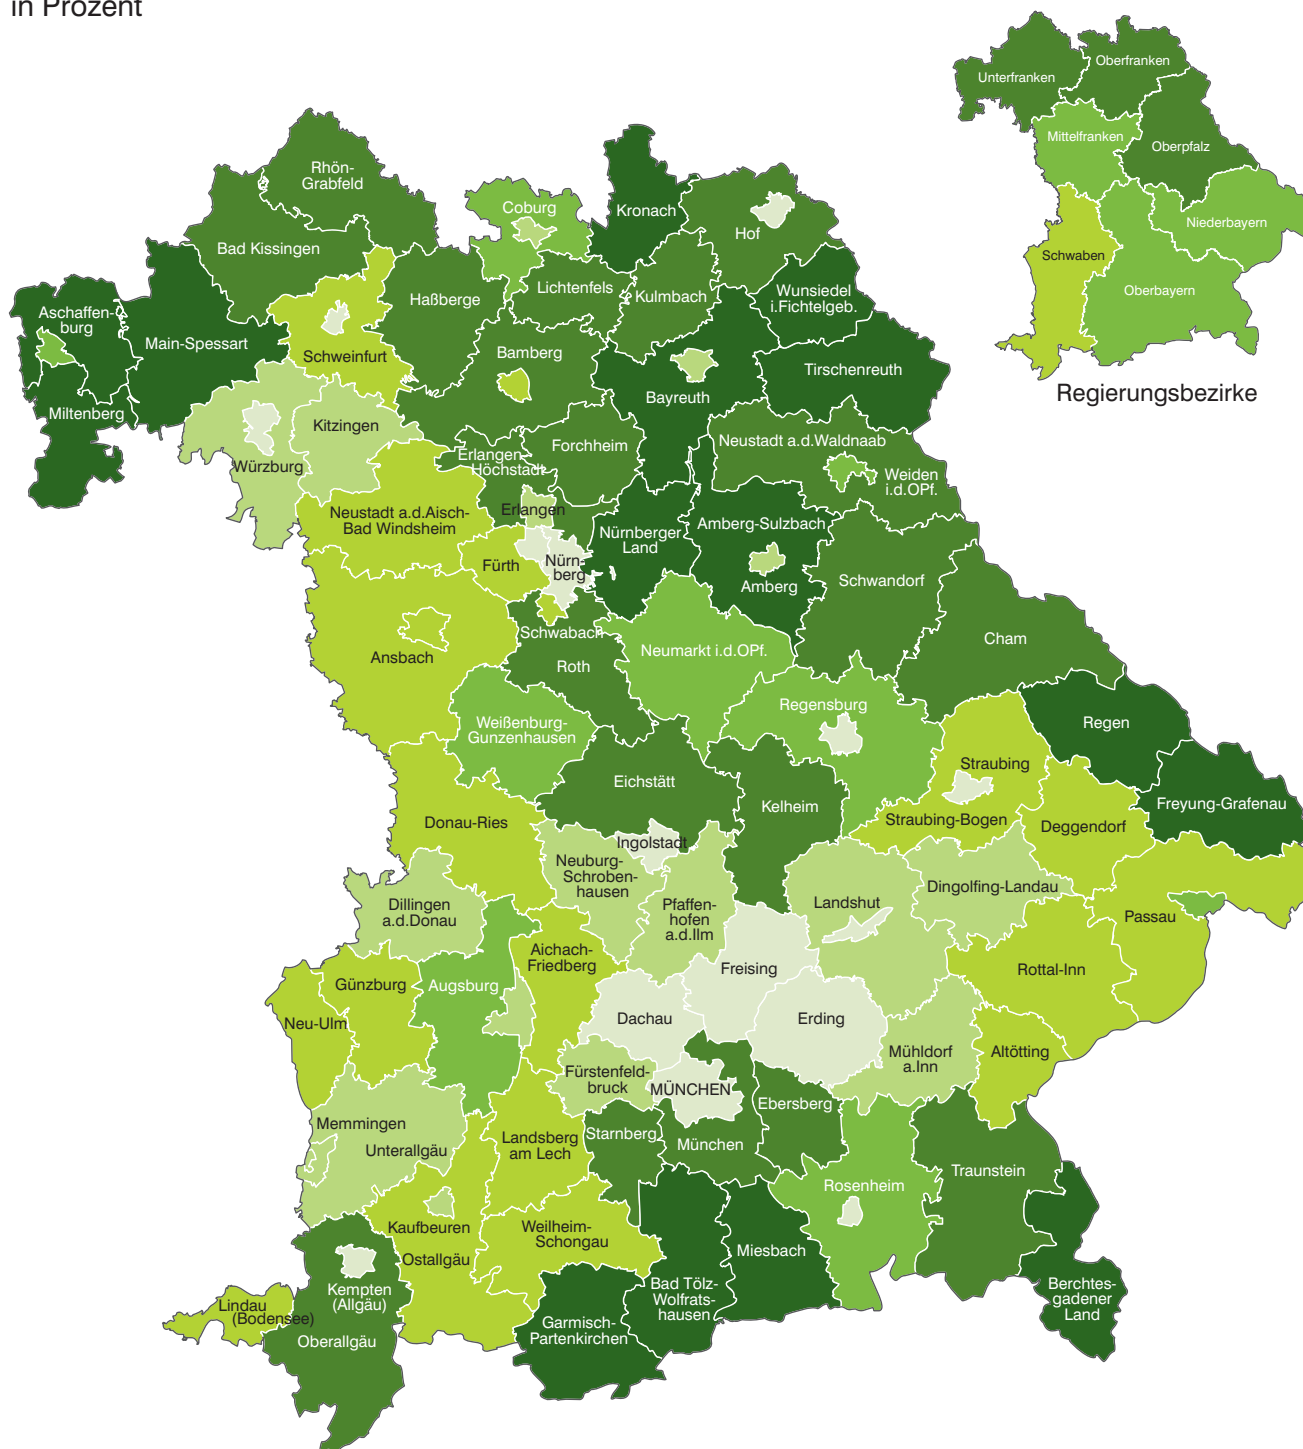 in Prozent
Unterfranken
Oberfranken
Mittelfranken
Oberpfalz
Niederbayern
Schwaben
Oberbayern
Regierungsbezirke
Rhön-
Grabfeld
Bad Kissingen
Coburg
Kronach
Hof
Aschaffen-
burg
Main-Spessart
Miltenberg
Schweinfurt
Haßberge
Lichtenfels
Kulmbach
Wunsiedel
i.Fichtelgeb.
Bamberg
Bayreuth
Tirschenreuth
Kitzingen
Würzburg
Erlangen-
Höchstadt
Forchheim
Neustadt a.d.Waldnaab
Weiden
i.d.OPf.
Neustadt a.d.Aisch-
Bad Windsheim
Erlangen
Fürth
Nürn-
berg
Nürnberger
Land
Amberg-Sulzbach
Amberg
Schwandorf
Cham
Ansbach
Schwabach
Roth
Neumarkt i.d.OPf.
Weißenburg-
Gunzenhausen
Regensburg
Regen
Straubing
Straubing-Bogen
Deggendorf
Freyung-Grafenau
Eichstätt
Kelheim
Donau-Ries
Ingolstadt
Neuburg-
Schroben-
hausen
Pfaffen-
hofen
a.d.Ilm
Landshut
Dingolfing-Landau
Passau
Dillingen
a.d.Donau
Aichach-
Friedberg
Freising
Rottal-Inn
Günzburg
Augsburg
Neu-Ulm
Dachau
Erding
Mühldorf
a.Inn
Altötting
Fürstenfeld-
bruck
MÜNCHEN
Ebersberg
Memmingen
Unterallgäu
Landsberg
am Lech
Starnberg
München
Traunstein
Rosenheim
Kaufbeuren
Ostallgäu
Weilheim-
Schongau
Miesbach
Bad Tölz-
Wolfrats-
hausen
Berchtes-
gadener
Land
Lindau
(Bodensee)
Kempten
(Allgäu)
Oberallgäu
Garmisch-
Partenkirchen